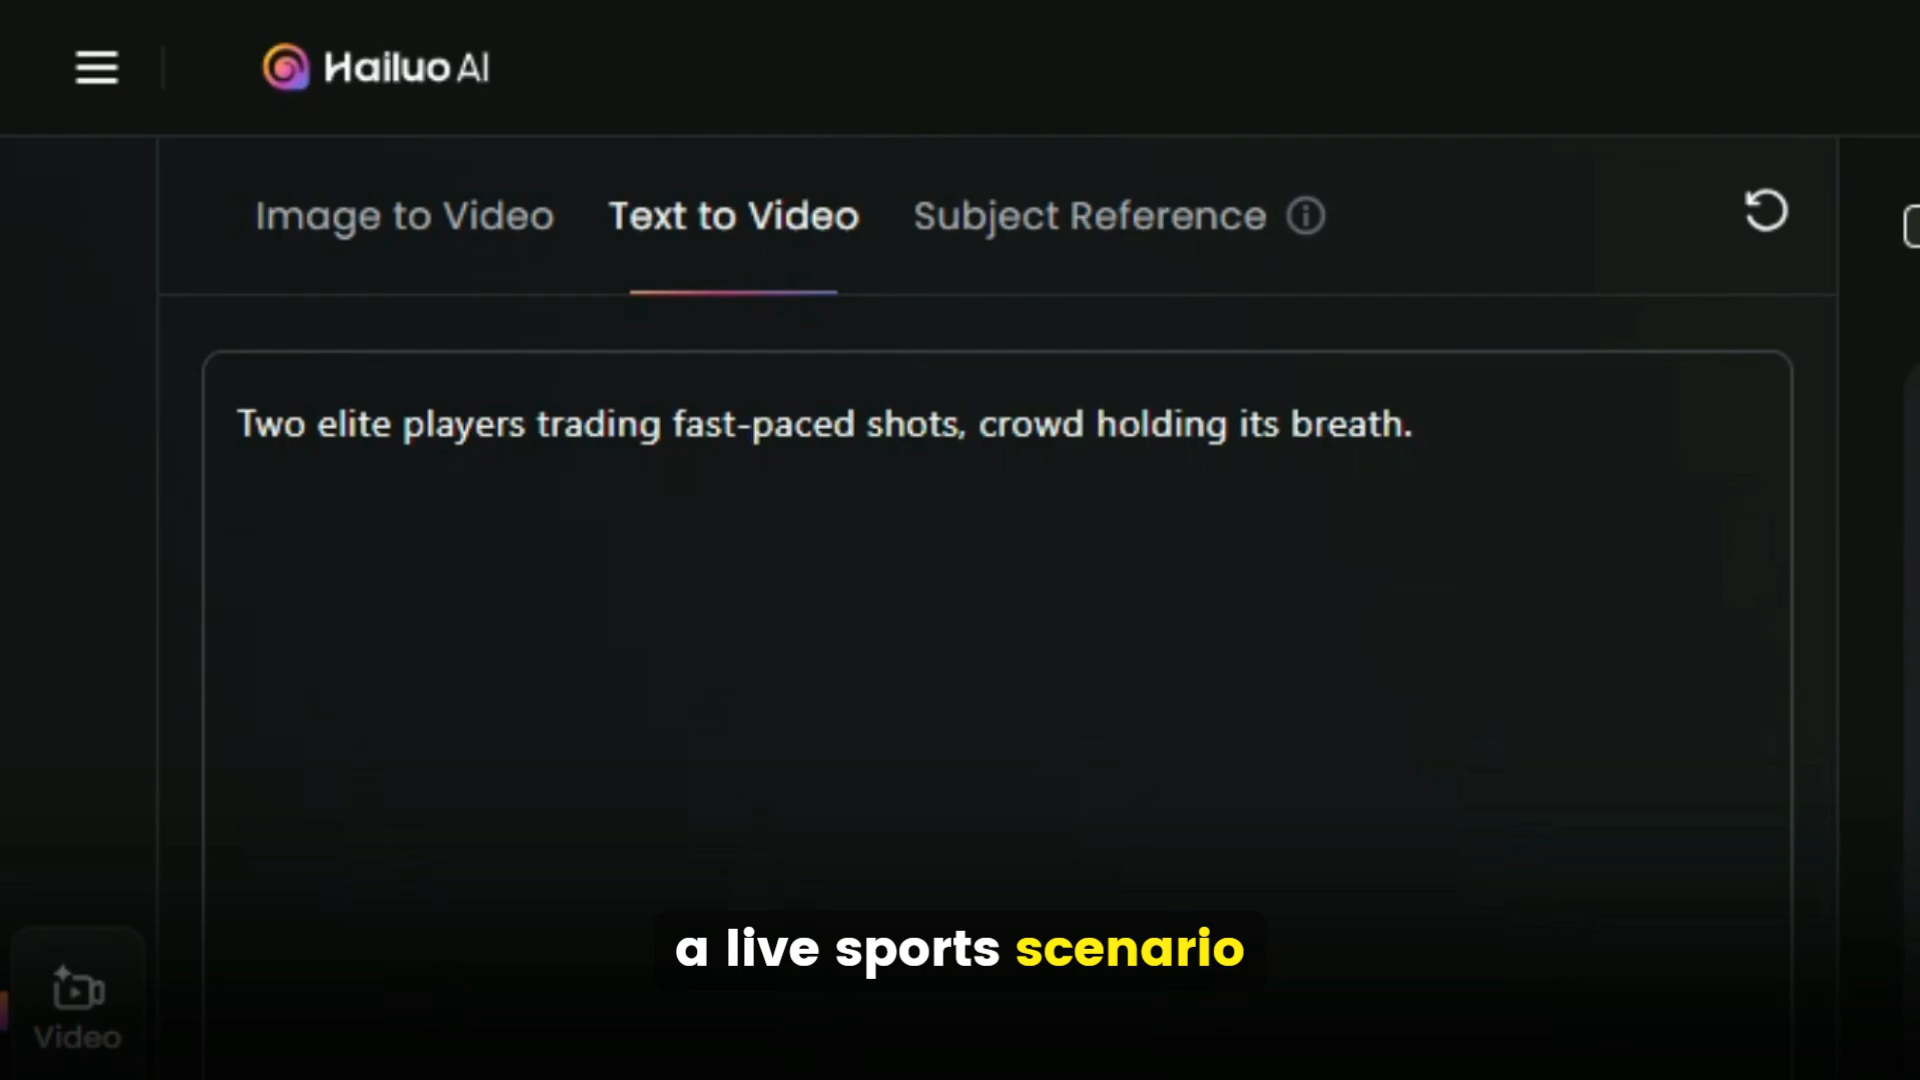 Hailuo AI
Image to Video Text to Video Subject Reference
Two elite players trading fast-paced shots, crowd holding its breath.
a live sports scenario
Video